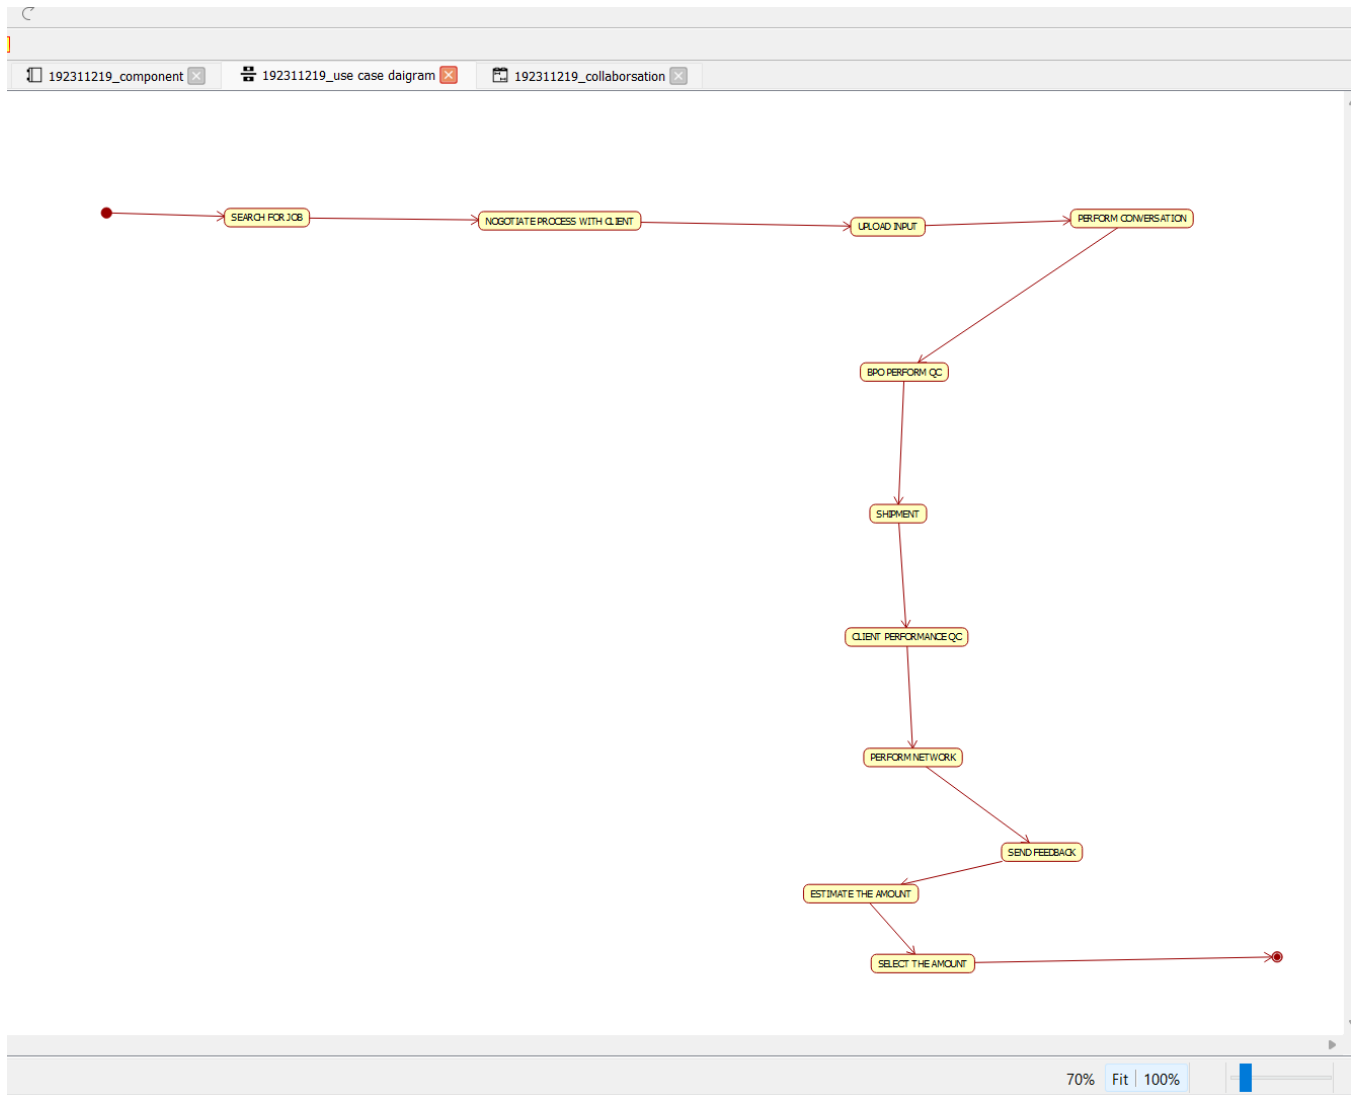 192311219_component
192311219_use case daigram
192311219_collaborsation
SEARCH FOR JOB
NOGOTIATE PROCESS WITH CLIENT
UPLOAD INPUT
PERFORM CONVERSATION
BPO PERFORM QC
SHIPMENT
CLIENT PERFORMANCE QC
PERFORM NETWORK
SEND FEEDBACK
ESTIMATE THE AMOUNT
SELECT THE AMOUNT
70% Fit 100%